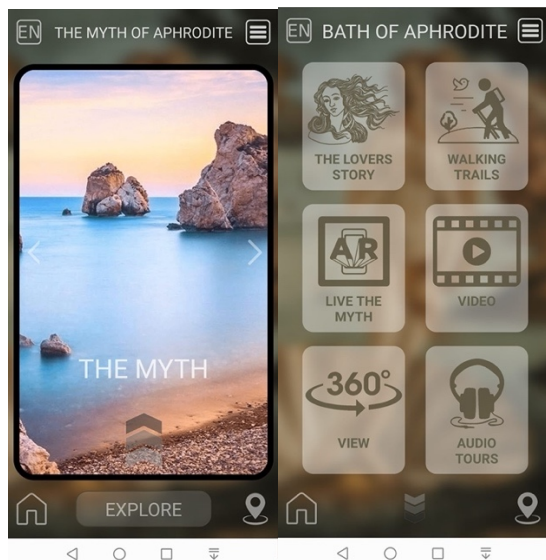 EN THE MYTH OF APHRODITE
THE MYTH
EXPLORE
EN BATH OF APHRODITE
THE LOVERS
STORY
WALKING
TRAILS
AR
LIVE THE
MYTH
VIDEO
360°
VIEW
AUDIO
TOURS